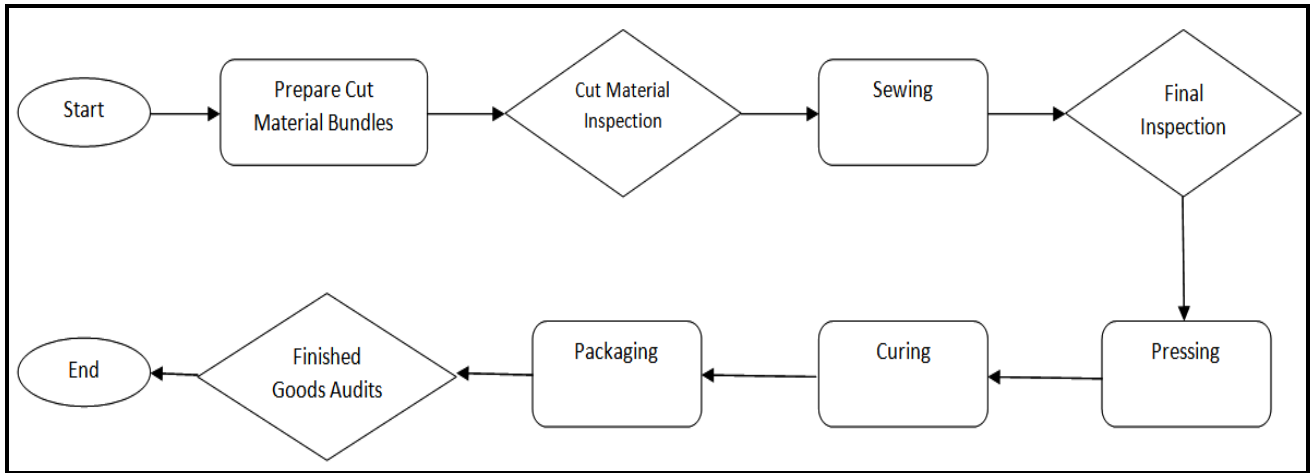 Start
Prepare Cut
Material Bundles
Cut Material
Inspection
Sewing
Final
Inspection
Pressing
Curing
Packaging
Finished
Goods Audits
End